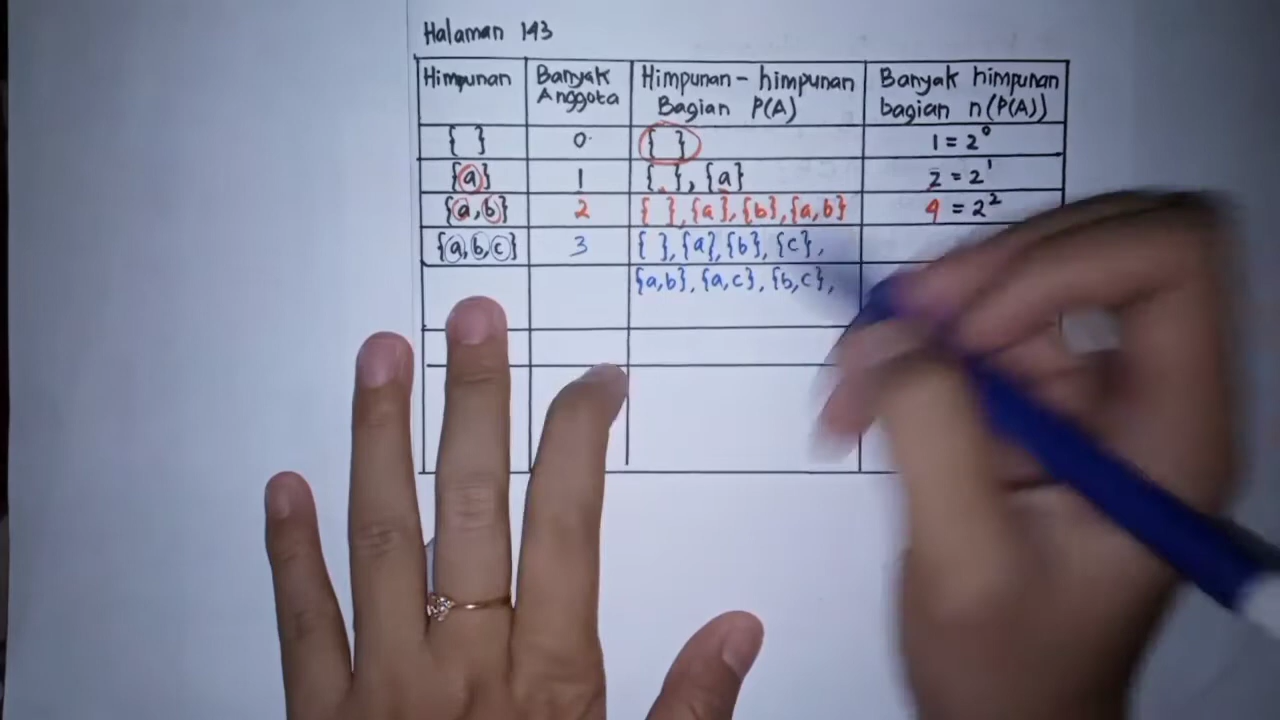 Halaman 143
Himpunan Banyak Anggota Himpunan - himpunan Bagian P(A) Banyak himpunan bagian n(P(A))
{ } 0 { } 1 = 2⁰
{a} 1 { }, {a} 2 = 2¹
{a,b} 2 { }, {a}, {b}, {a,b} 4 = 2²
{a,b,c} 3 { }, {a}, {b}, {c},
{a,b}, {a,c}, {b,c},